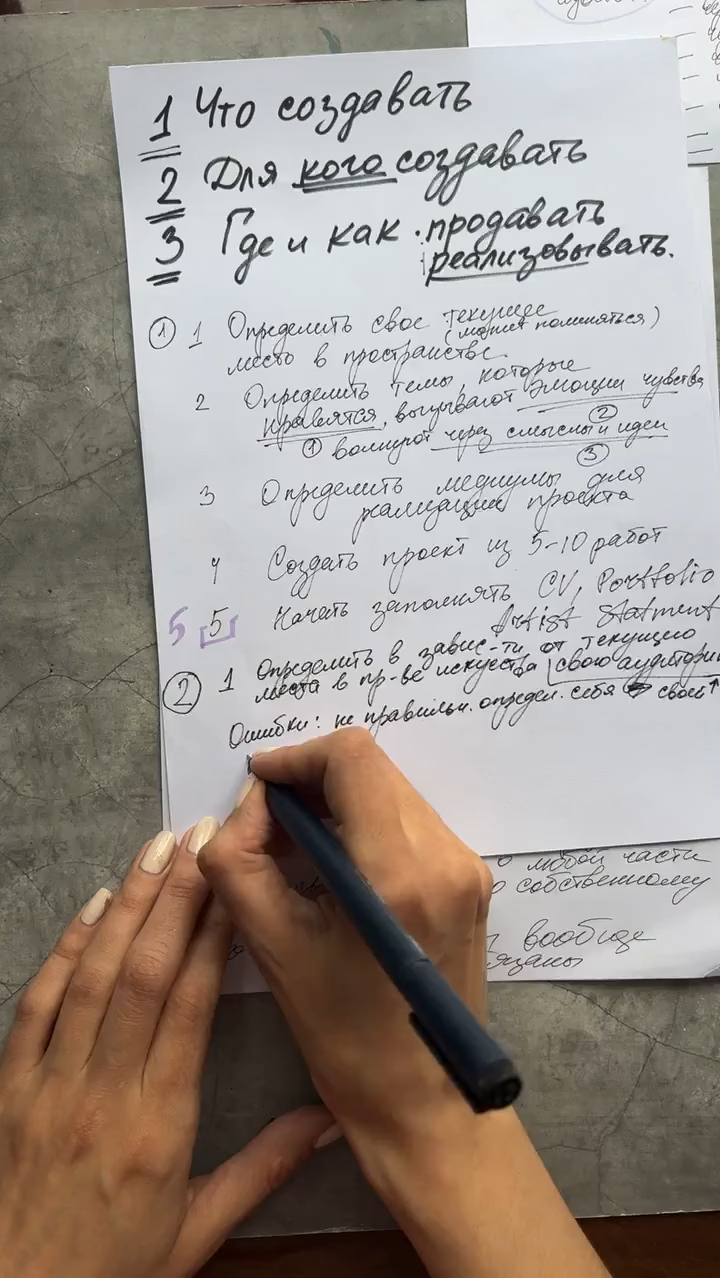 1 Что создавать
2 Для кого создавать
3 Где и как продавать
реализовывать.
① 1 Определить свое текущее
место в пространстве (может поменяться)
2 Определить темы, которые
нравятся, вызывают эмоции чувства
① волнуют через смыслы и идеи ②
③
3 Определить медиумы для
реализации проекта
4 Создать проект из 5-10 работ
5 5 Начать заполнять CV, Portfolio
Artist Statment
② 1 Определить в завис-ти от текущего
места в пр-ве искуства свою аудитори
Ошибки: не правильн. определ. себя своей
о любой части
о собственному
вообще